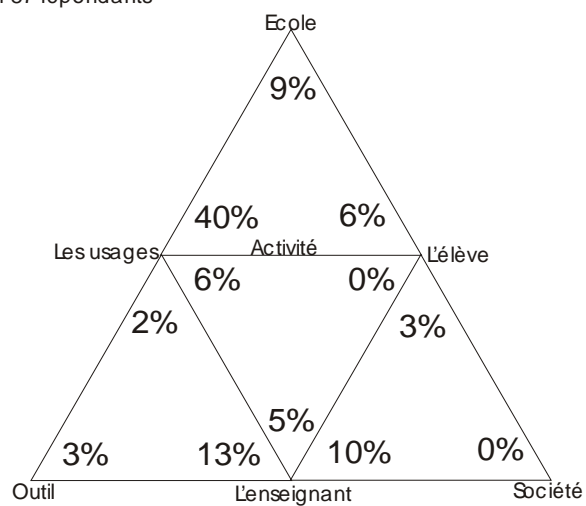 Ecole
9%
40% 6%
Les usages Activité L'élève
6% 0%
2% 3%
5%
3% 13% 10% 0%
Outil L'enseignant Société